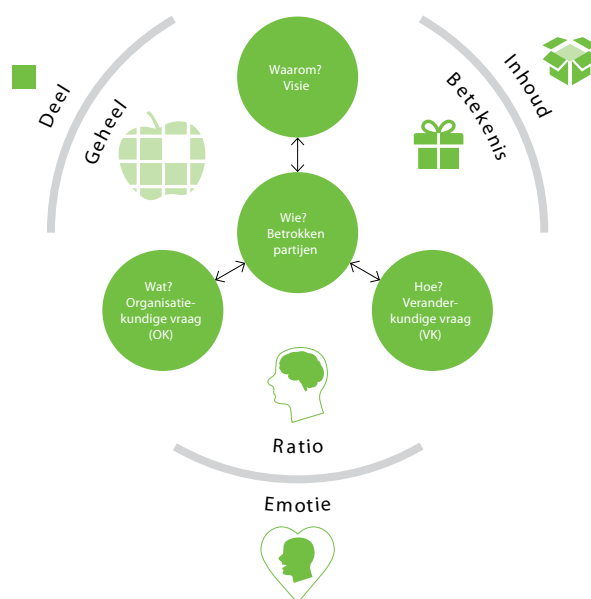 Waarom?
Visie
Deel
Geheel
Inhoud
Betekenis
Wie?
Betrokken
partijen
Wat?
Organisatie-
kundige vraag
(OK)
Hoe?
Verander-
kundige vraag
(VK)
Ratio
Emotie